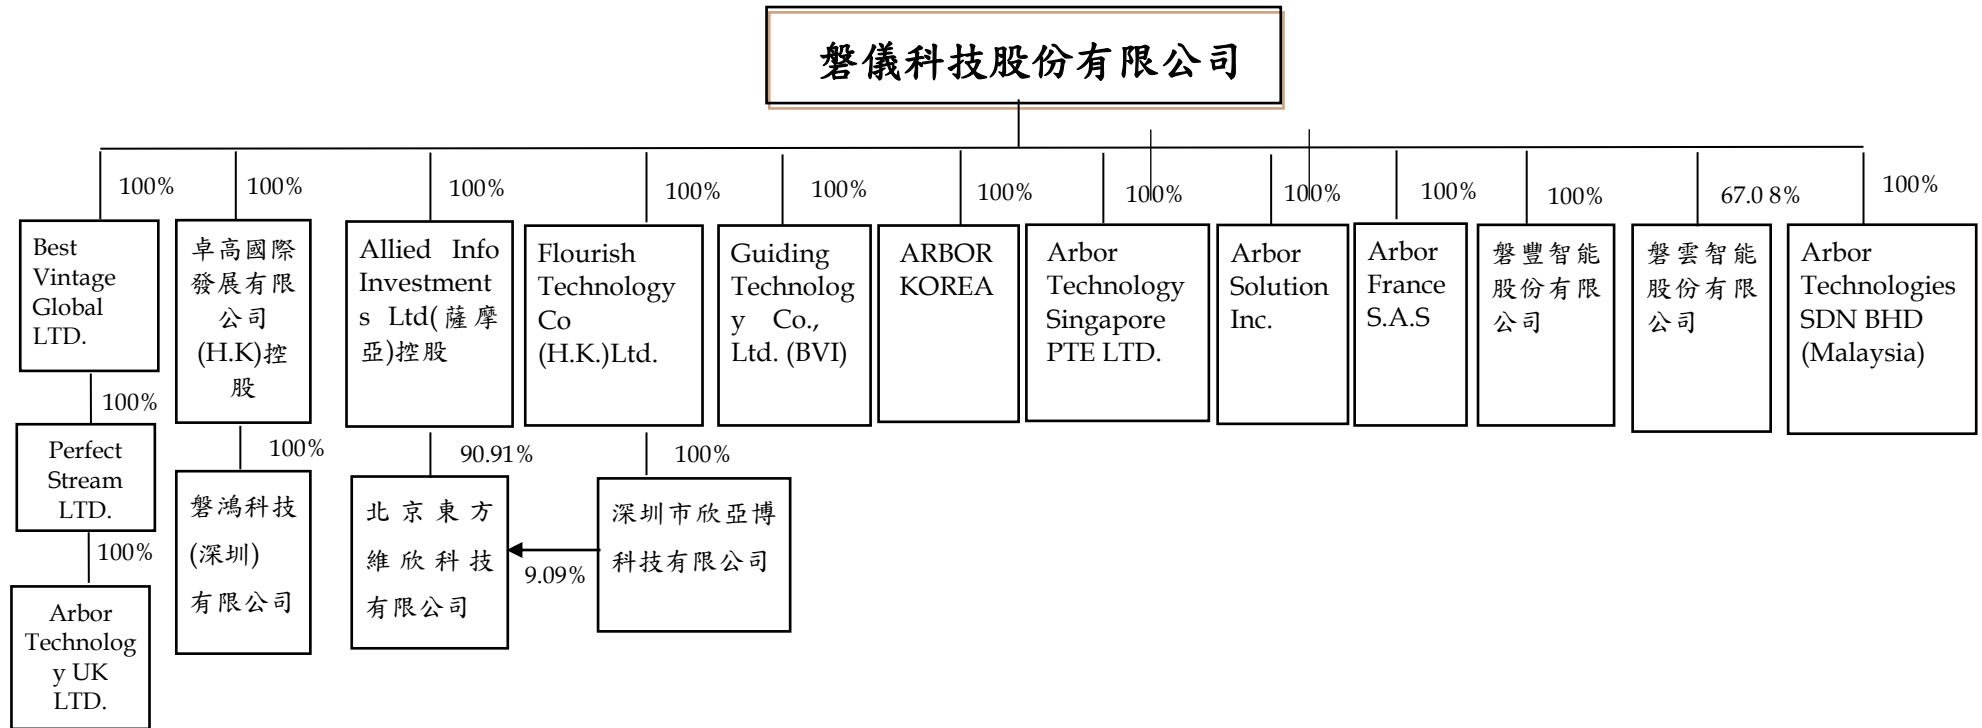 磐儀科技股份有限公司
100%
100%
100%
100%
100%
100%
100%
100%
100%
100%
67.0 8%
100%
Best
Vintage
Global
LTD.
卓高國際
發展有限
公司
(H.K)控
股
Allied Info
Investment
s Ltd(薩摩
亞)控股
Flourish
Technology
Co
(H.K.)Ltd.
Guiding
Technolog
y Co.,
Ltd. (BVI)
ARBOR
KOREA
Arbor
Technology
Singapore
PTE LTD.
Arbor
Solution
Inc.
Arbor
France
S.A.S
磐豐智能
股份有限
公司
磐雲智能
股份有限
公司
Arbor
Technologies
SDN BHD
(Malaysia)
100%
100%
90.91%
100%
Perfect
Stream
LTD.
磐鴻科技
(深圳)
有限公司
北京東方
維欣科技
有限公司
9.09%
深圳市欣亞博
科技有限公司
100%
Arbor
Technolog
y UK
LTD.